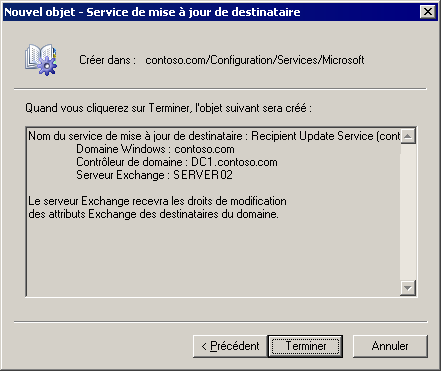 Nouvel objet - Service de mise à jour de destinataire
Créer dans : contoso.com/Configuration/Services/Microsoft
Quand vous cliquerez sur Terminer, l'objet suivant sera créé :
Nom du service de mise à jour de destinataire : Recipient Update Service (cont
Domaine Windows : contoso.com
Contrôleur de domaine : DC1.contoso.com
Serveur Exchange : SERVER02
Le serveur Exchange recevra les droits de modification
des attributs Exchange des destinataires du domaine.
< Précédent Terminer Annuler